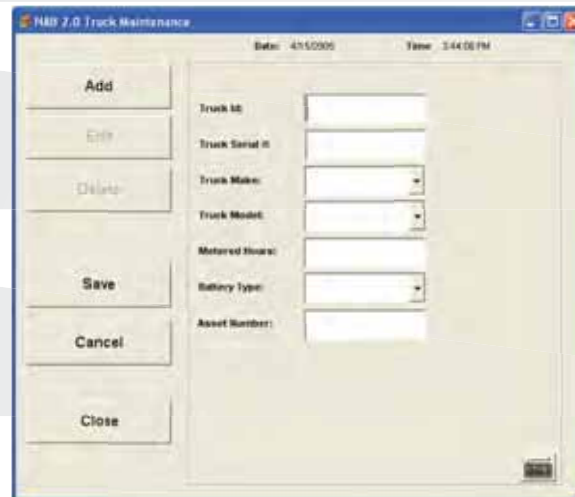 2.0 Truck Maintenance
Date: 4/15/2005 Time 3:44:08 PM
Add
Edit
Delete
Save
Cancel
Close
Truck Id:
Truck Serial #:
Truck Make:
Truck Model:
Metered Hours:
Battery Type:
Asset Number: